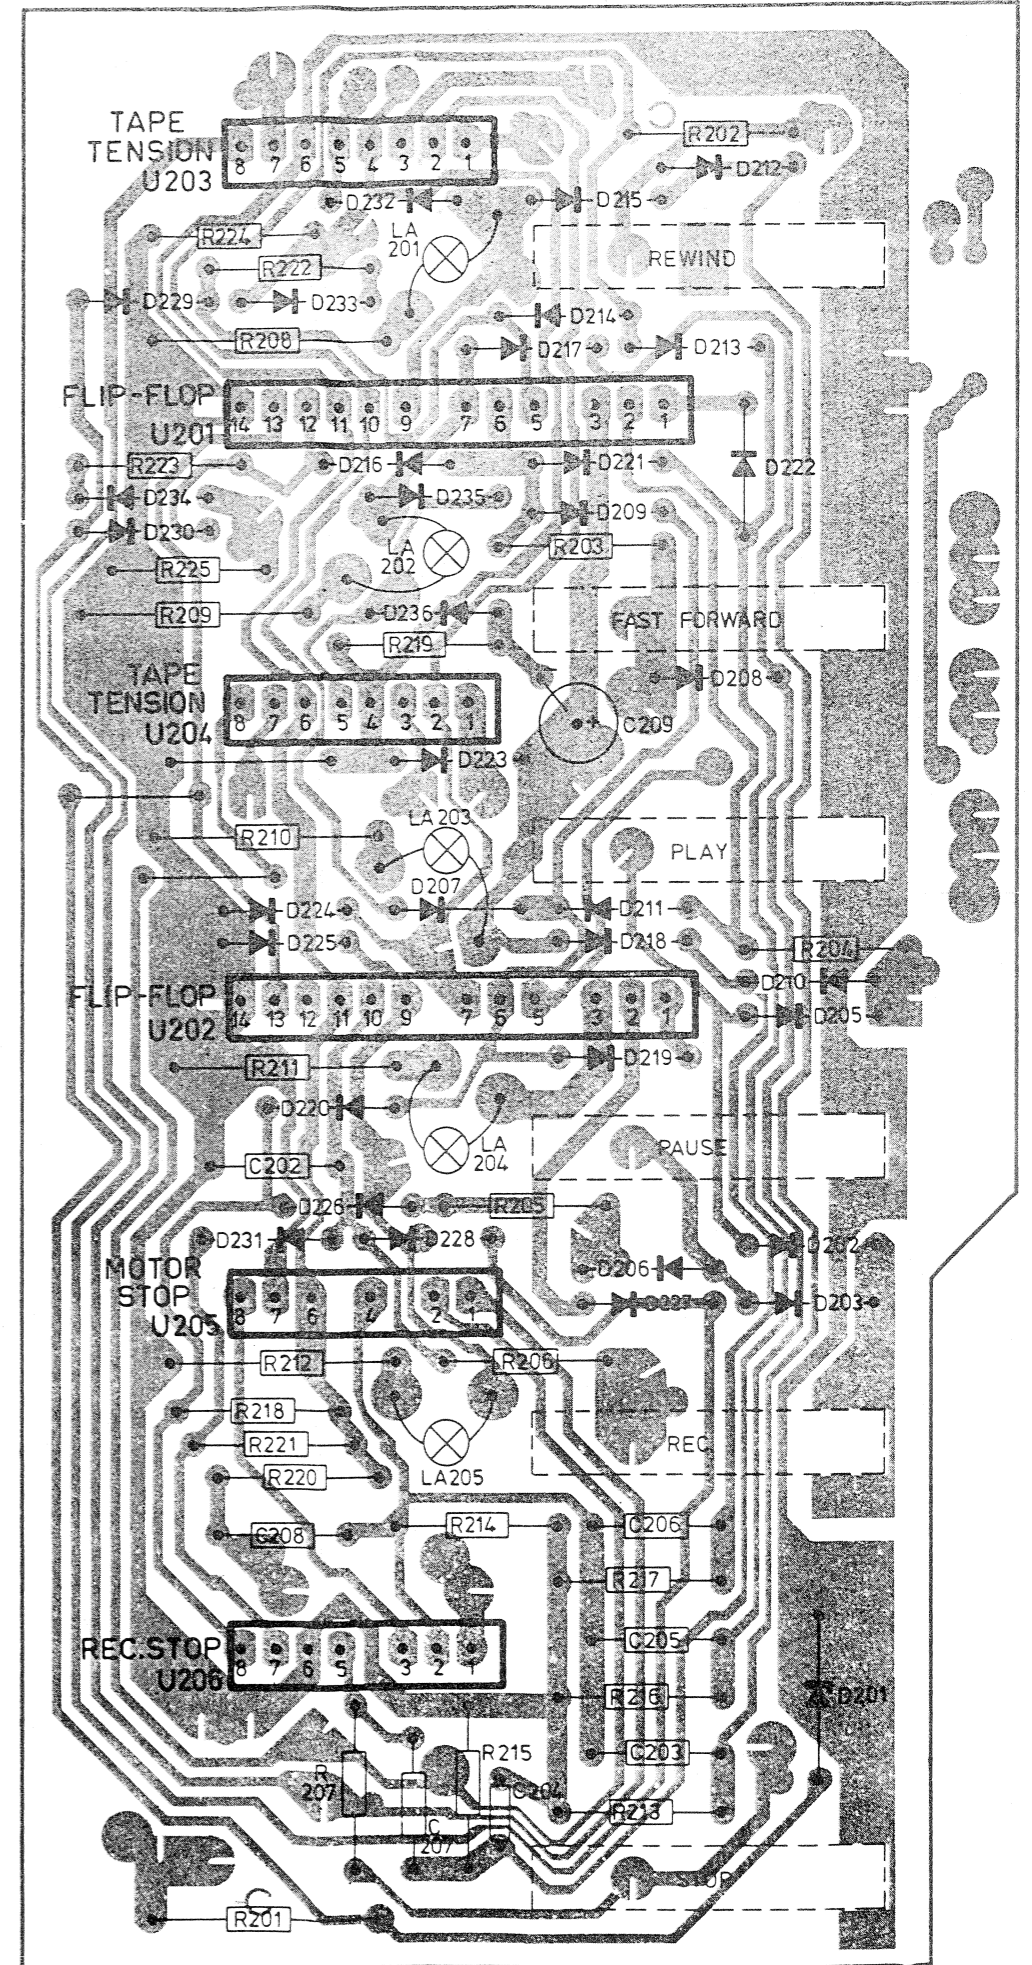 TAPE
TENSION
U203
8 7 6 5 4 3 2 1
R202
D212
D232
D215
R224
LA
201
REWIND
R222
D229
D233
D214
R208
D217
D213
FLIP-FLOP
U201
14 13 12 11 10 9 7 6 5 3 2 1
R223
D216
D221
D222
D234
D235
D209
D230
LA
202
R203
R225
R209
D236
FAST FORWARD
R219
TAPE
TENSION
U204
8 7 6 5 4 3 2 1
D208
+
C209
D223
LA203
R210
PLAY
D207
D224
D211
D225
D218
R204
D210
FLIP-FLOP
U202
14 13 12 11 10 9 7 6 5 3 2 1
D205
R211
D219
D220
LA
204
PAUSE
C202
D226
R205
D231
D228
D202
MOTOR
STOP
U205
8 7 6 4 2 1
D206
D227
D203
R212
R206
R218
R221
REC
R220
LA205
C208
R214
C206
R217
REC.STOP
U206
8 7 6 5 3 2 1
C205
R216
D201
R215
C203
R
207
C204
C
207
R213
STOP
C
R201